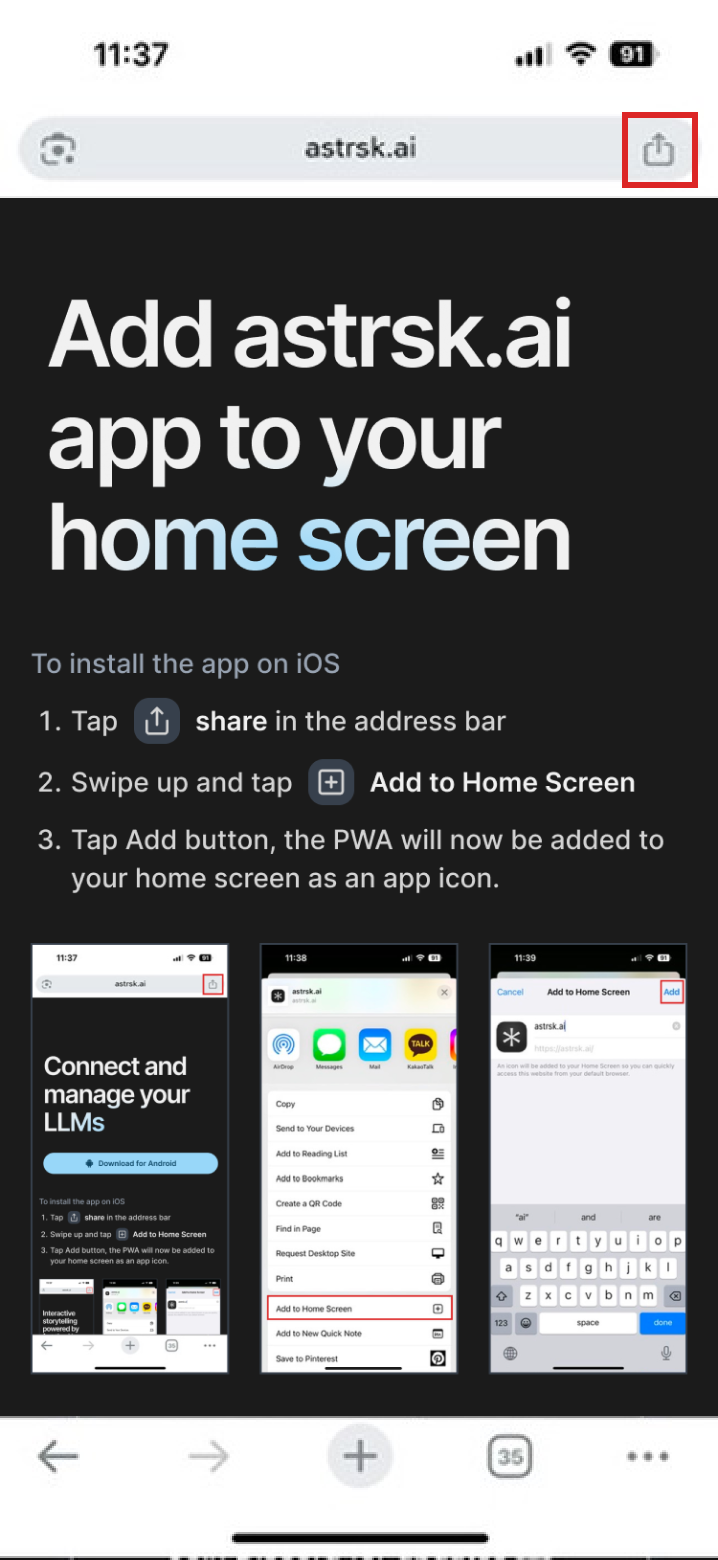 11:37
91
astrsk.ai
Add astrsk.ai
app to your
home screen
To install the app on iOS
1. Tap share in the address bar
2. Swipe up and tap Add to Home Screen
3. Tap Add button, the PWA will now be added to
your home screen as an app icon.
11:37
91
astrsk.ai
Connect and
manage your
LLMs
Download for Android
To install the app on iOS
1. Tap share in the address bar
2. Swipe up and tap Add to Home Screen
3. Tap Add button, the PWA will now be added to
your home screen as an app icon.
Interactive
storytelling
powered by
35
11:38
91
astrsk.ai
astrsk.ai
AirDrop
Messages
Mail
TALK
KakaoTalk
Copy
Send to Your Devices
Add to Reading List
Add to Bookmarks
Create a QR Code
Find in Page
Request Desktop Site
Print
Add to Home Screen
Add to New Quick Note
Save to Pinterest
11:39
91
Cancel Add to Home Screen Add
astrsk.ai
https://astrsk.ai/
An icon will be added to your Home Screen so you can quickly
access this website from your default browser.
"ai" and are
q w e r t y u i o p
a s d f g h j k l
z x c v b n m
123 space done
35